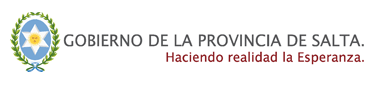 GOBIERNO DE LA PROVINCIA DE SALTA.
Haciendo realidad la Esperanza.